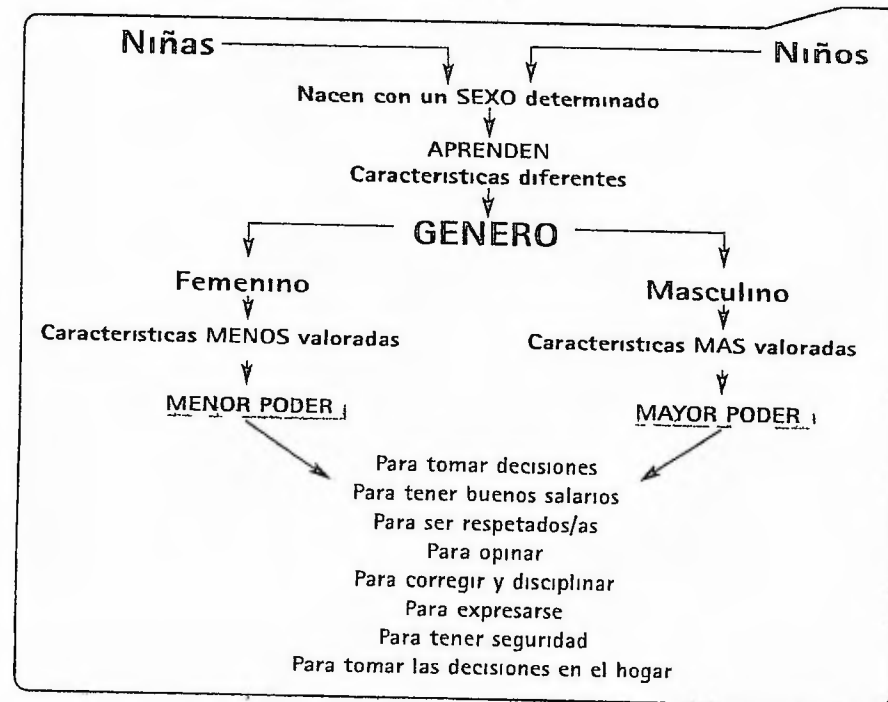 Niñas
Niños
Nacen con un SEXO determinado
APRENDEN
Caracteristicas diferentes
GENERO
Femenino
Masculino
Caracteristicas MENOS valoradas
Caracteristicas MAS valoradas
MENOR PODER
MAYOR PODER
Para tomar decisiones
Para tener buenos salarios
Para ser respetados/as
Para opinar
Para corregir y disciplinar
Para expresarse
Para tener seguridad
Para tomar las decisiones en el hogar